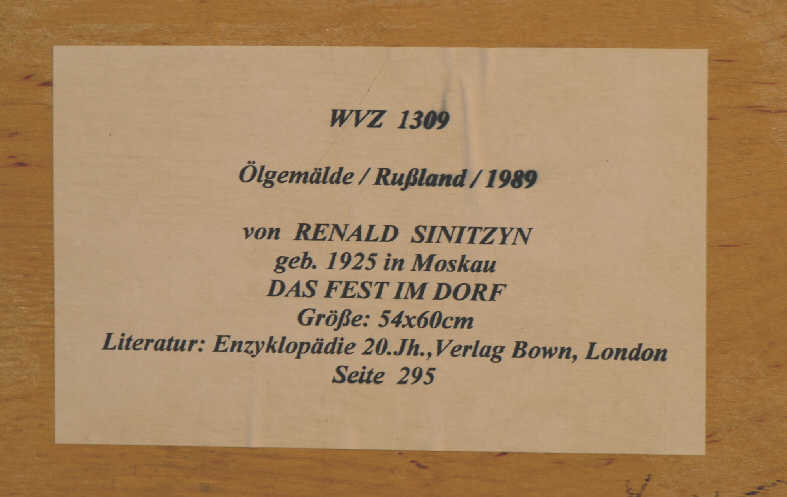 WVZ 1309
Ölgemälde / Rußland / 1989
von RENALD SINITZYN
geb. 1925 in Moskau
DAS FEST IM DORF
Größe: 54x60cm
Literatur: Enzyklopädie 20.Jh.,Verlag Bown, London
Seite 295